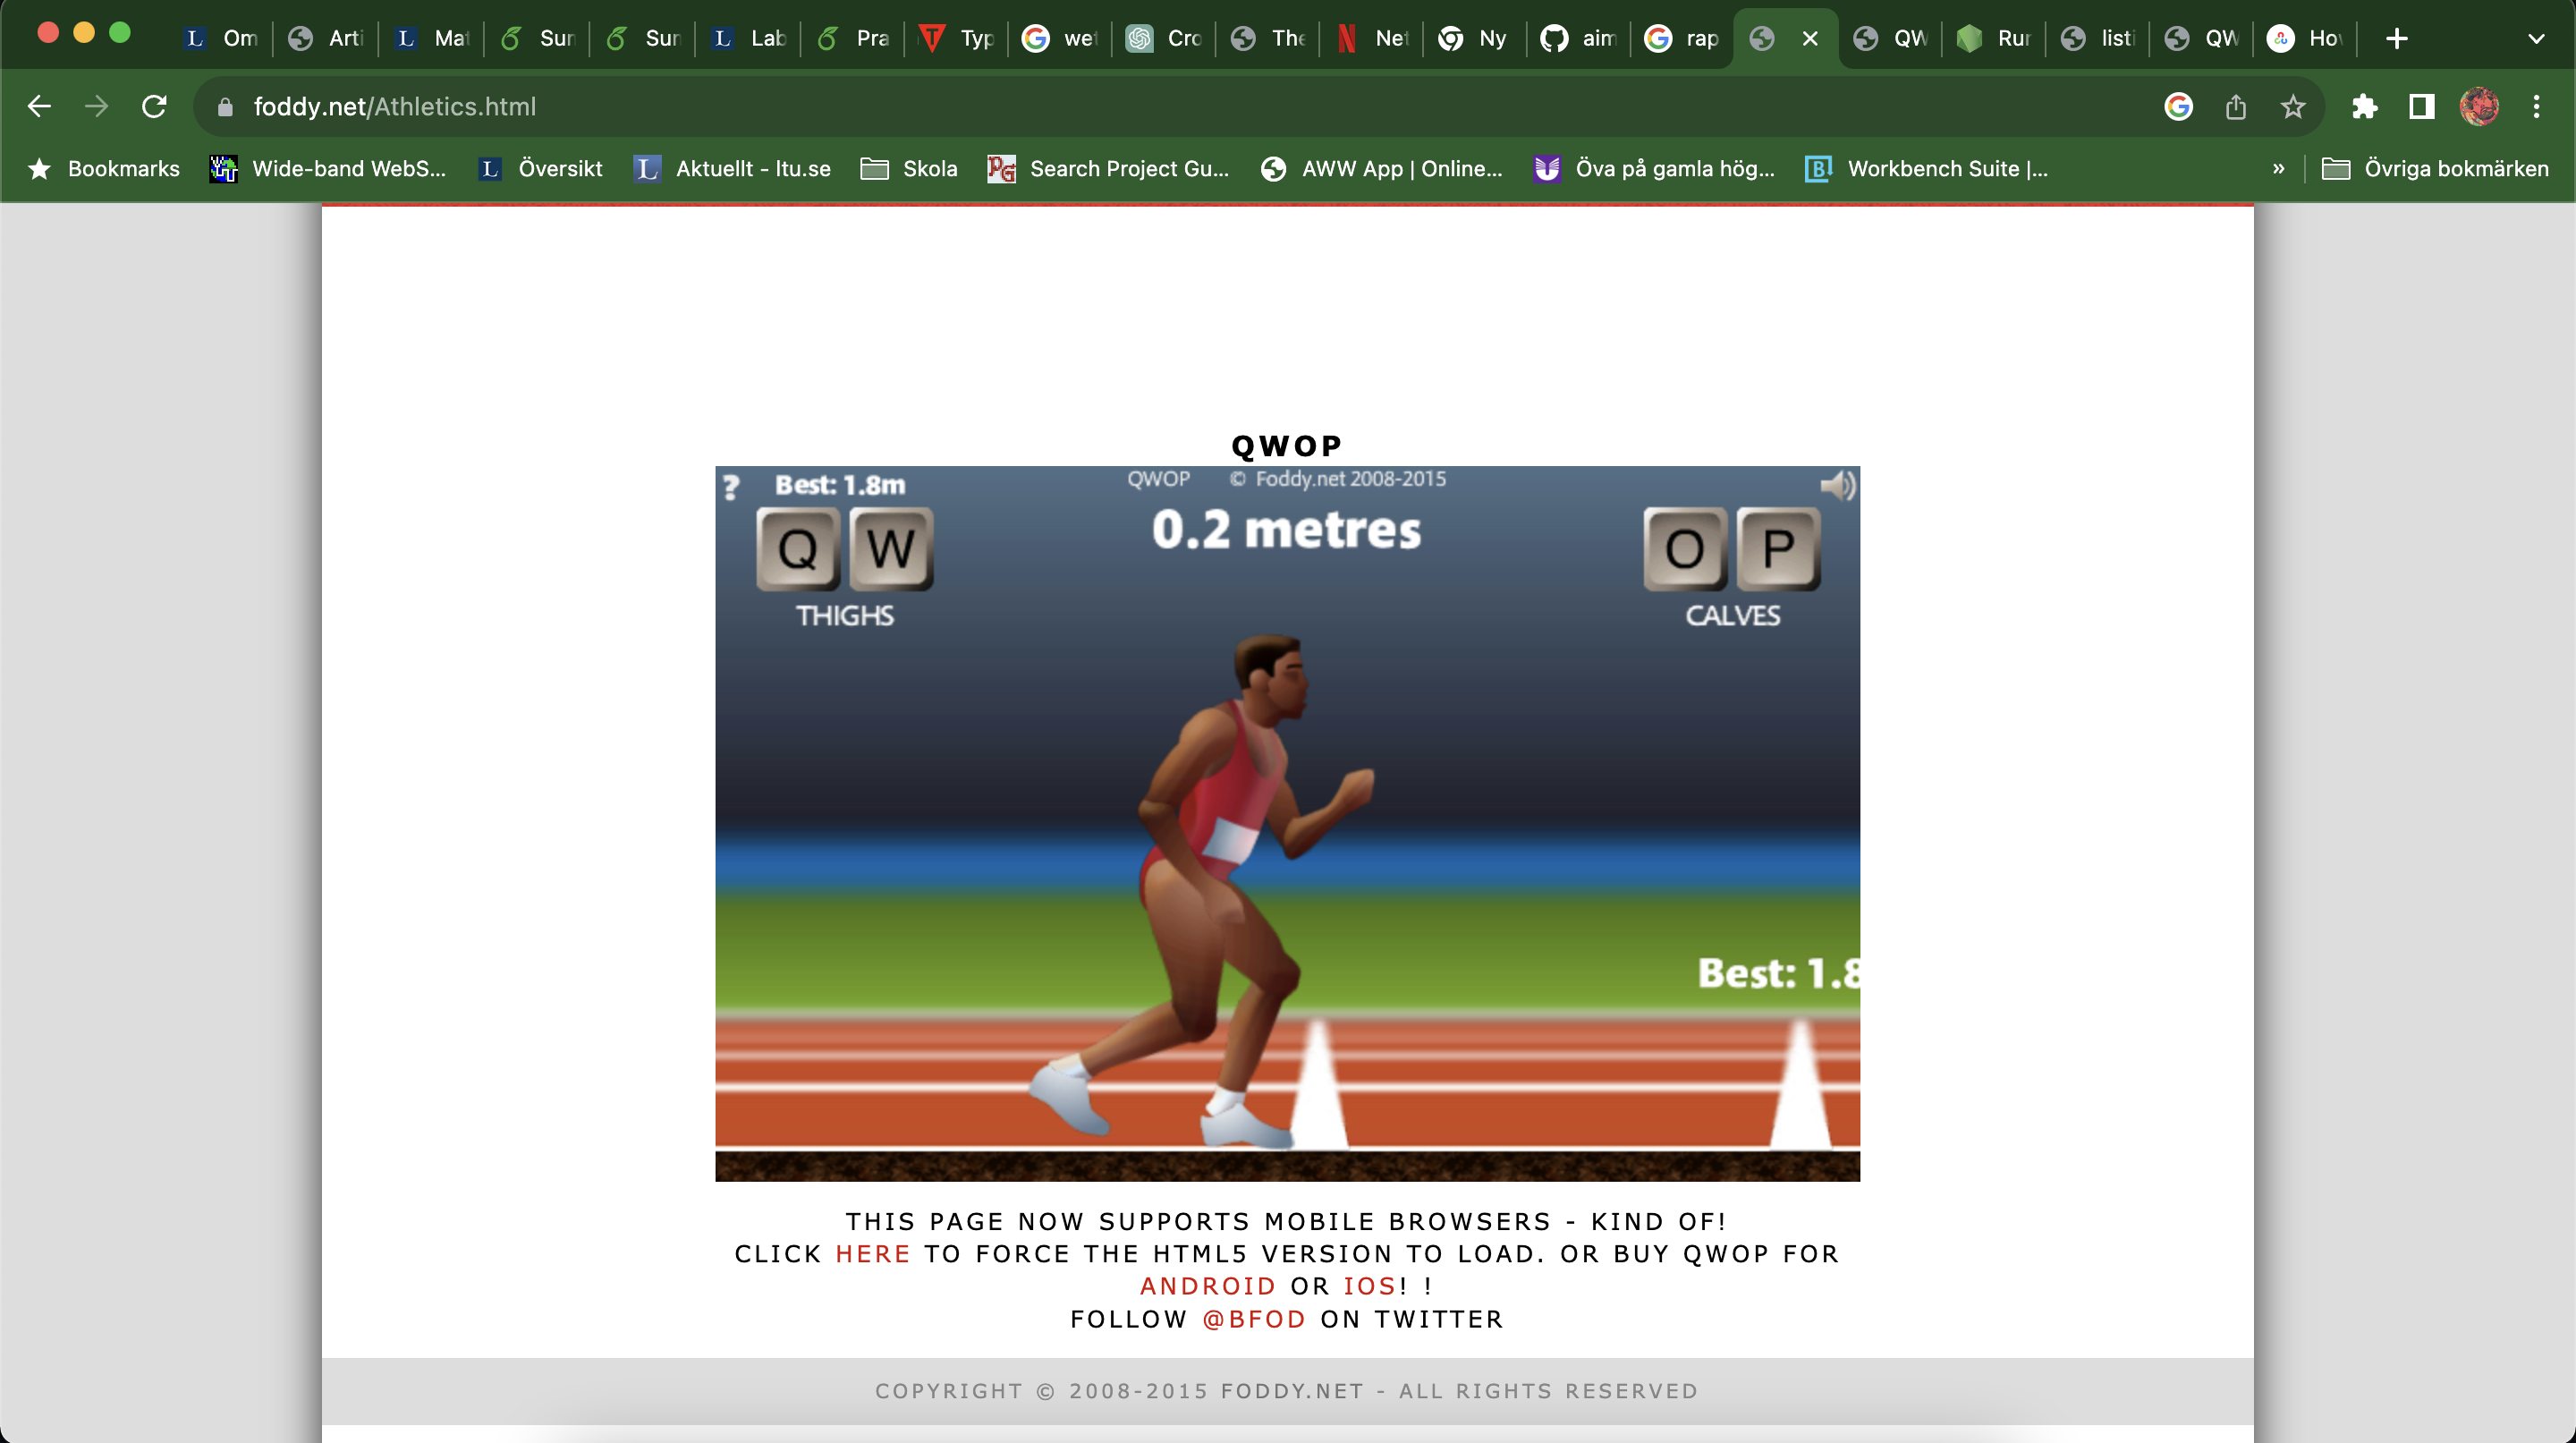 Om
Arti
Mat
Sun
Sun
Lab
Pra
Typ
wet
Cro
The
Net
Ny
aim
rap
QW
Run
listi
QW
How
foddy.net/Athletics.html
Bookmarks
Wide-band WebS...
Översikt
Aktuellt - ltu.se
Skola
Search Project Gu...
AWW App | Online...
Öva på gamla hög...
Workbench Suite |...
»
Övriga bokmärken
QWOP
? Best: 1.8m
QWOP © Foddy.net 2008-2015
0.2 metres
Q W
O P
THIGHS
CALVES
Best: 1.8
THIS PAGE NOW SUPPORTS MOBILE BROWSERS - KIND OF!
CLICK HERE TO FORCE THE HTML5 VERSION TO LOAD. OR BUY QWOP FOR
ANDROID OR IOS! !
FOLLOW @BFOD ON TWITTER
COPYRIGHT © 2008-2015 FODDY.NET - ALL RIGHTS RESERVED